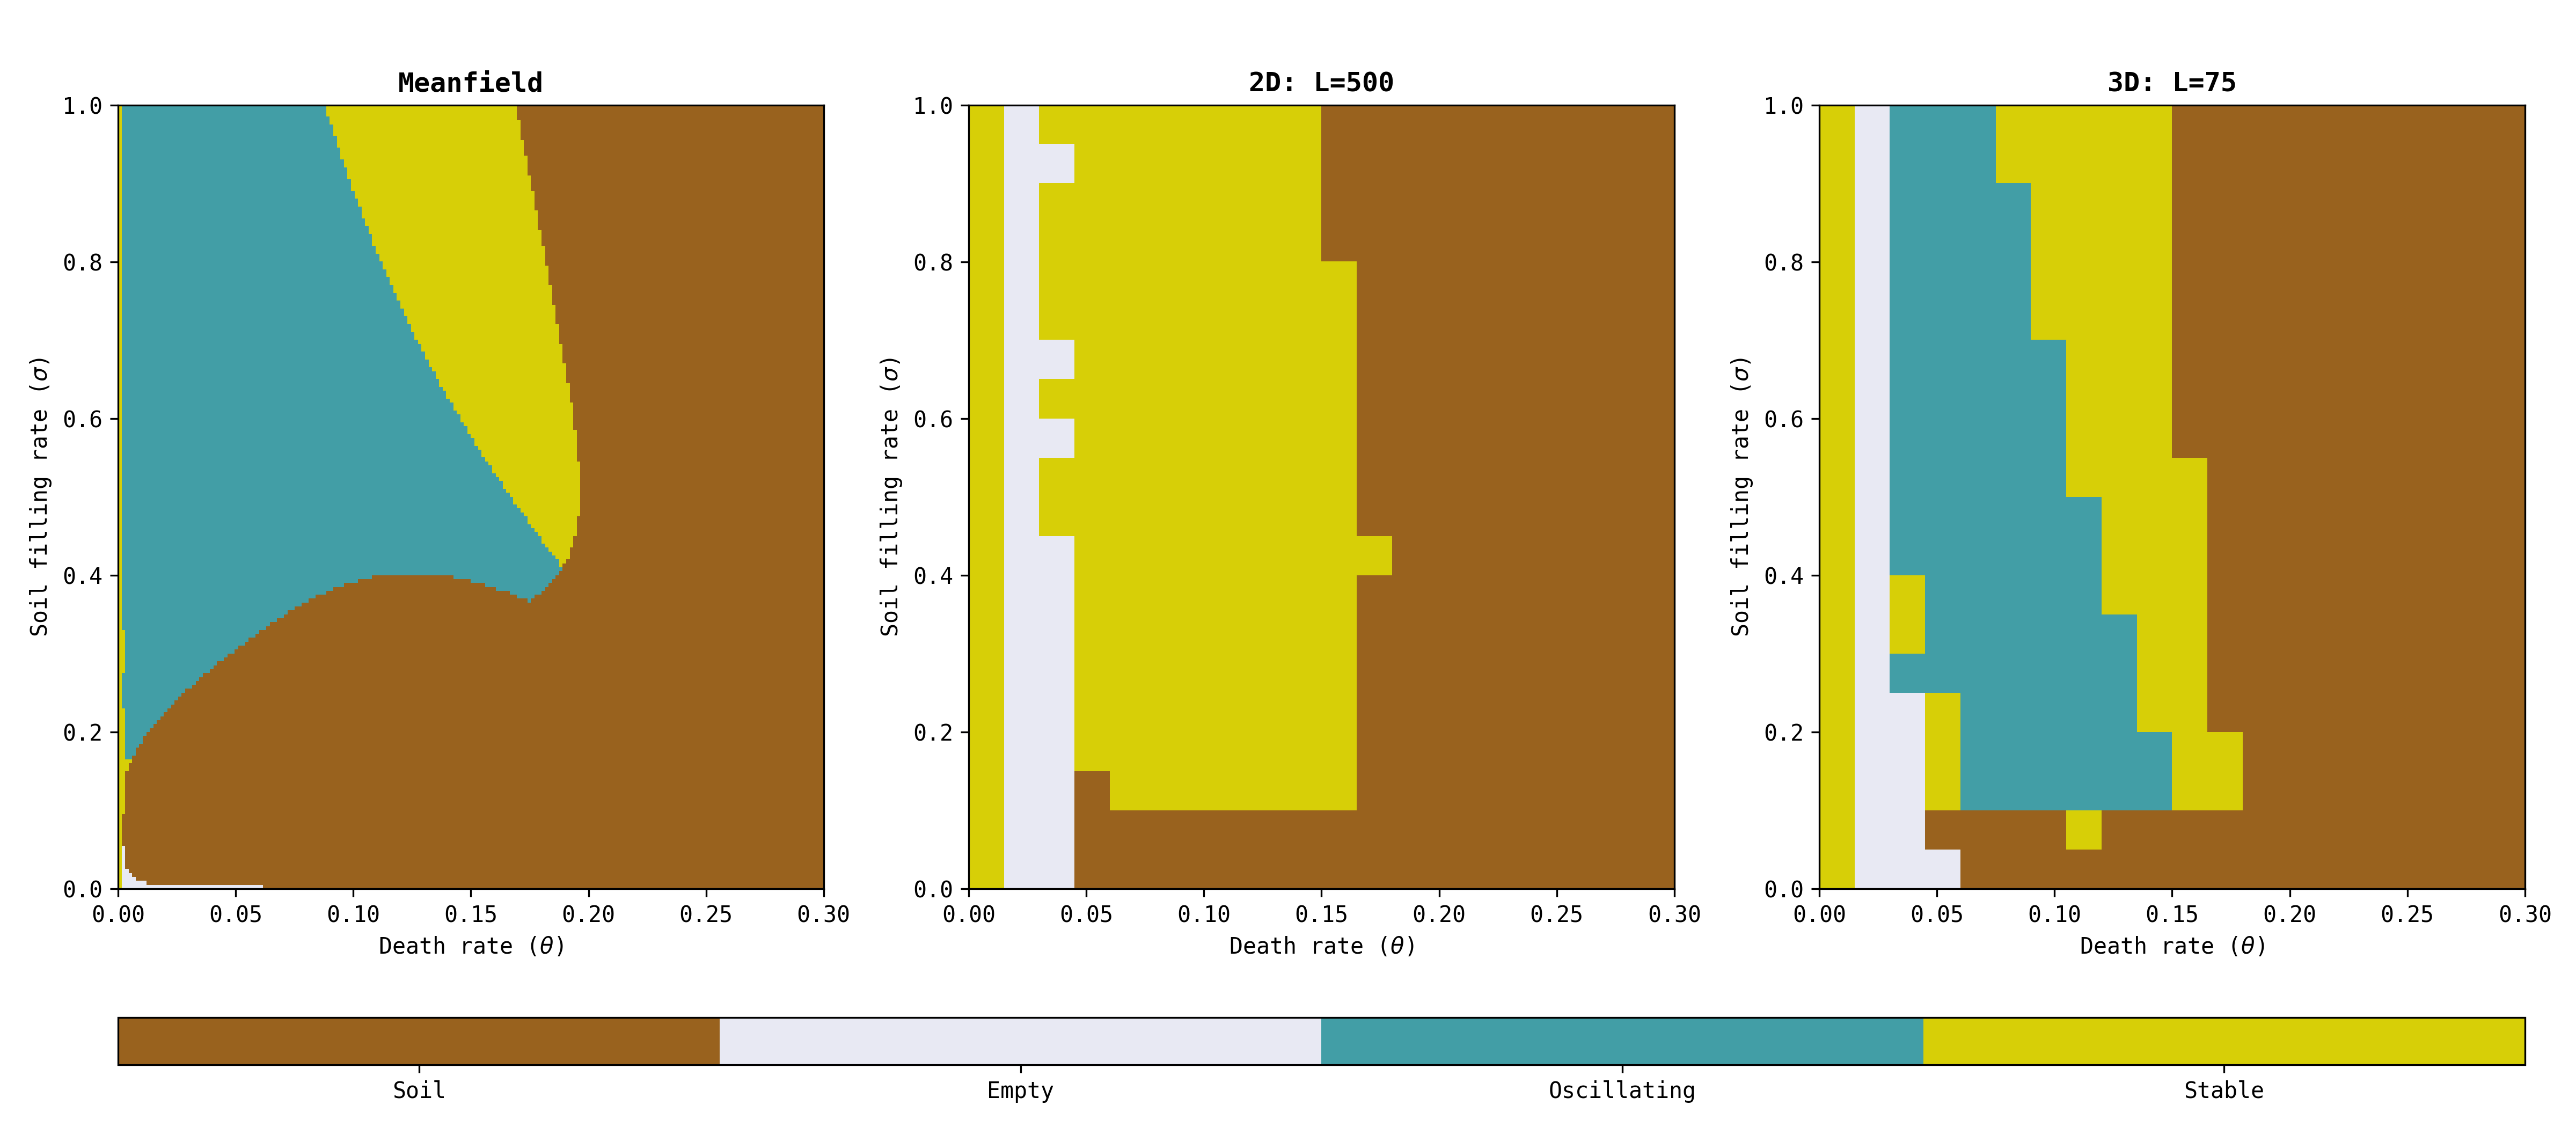 Meanfield
2D: L=500
3D: L=75
Soil filling rate (σ)
1.0
0.8
0.6
0.4
0.2
0.0
0.00 0.05 0.10 0.15 0.20 0.25 0.30
Death rate (θ)
Soil filling rate (σ)
1.0
0.8
0.6
0.4
0.2
0.0
0.00 0.05 0.10 0.15 0.20 0.25 0.30
Death rate (θ)
Soil filling rate (σ)
1.0
0.8
0.6
0.4
0.2
0.0
0.00 0.05 0.10 0.15 0.20 0.25 0.30
Death rate (θ)
Soil Empty Oscillating Stable